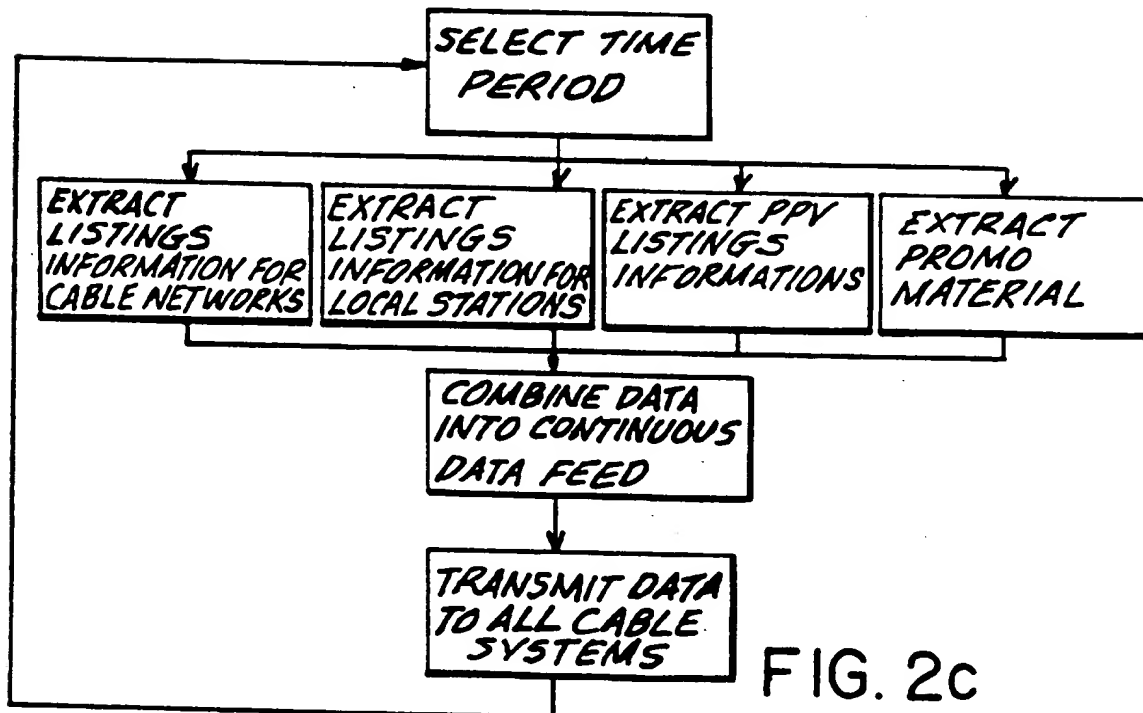 SELECT TIME
PERIOD
EXTRACT
LISTINGS
INFORMATION FOR
CABLE NETWORKS
EXTRACT
LISTINGS
INFORMATION FOR
LOCAL STATIONS
EXTRACT PPV
LISTINGS
INFORMATIONS
EXTRACT
PROMO
MATERIAL
COMBINE DATA
INTO CONTINUOUS
DATA FEED
TRANSMIT DATA
TO ALL CABLE
SYSTEMS
FIG. 2c